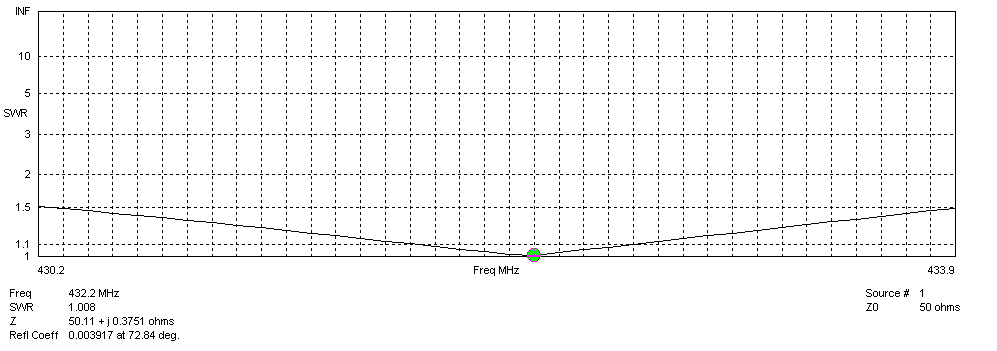 INF
10
5
SWR
3
2
1.5
1.1
1
430.2 Freq MHz 433.9
Freq 432.2 MHz Source # 1
SWR 1.008 Z0 50 ohms
Z 50.11 + j 0.3751 ohms
Refl Coeff 0.003917 at 72.84 deg.